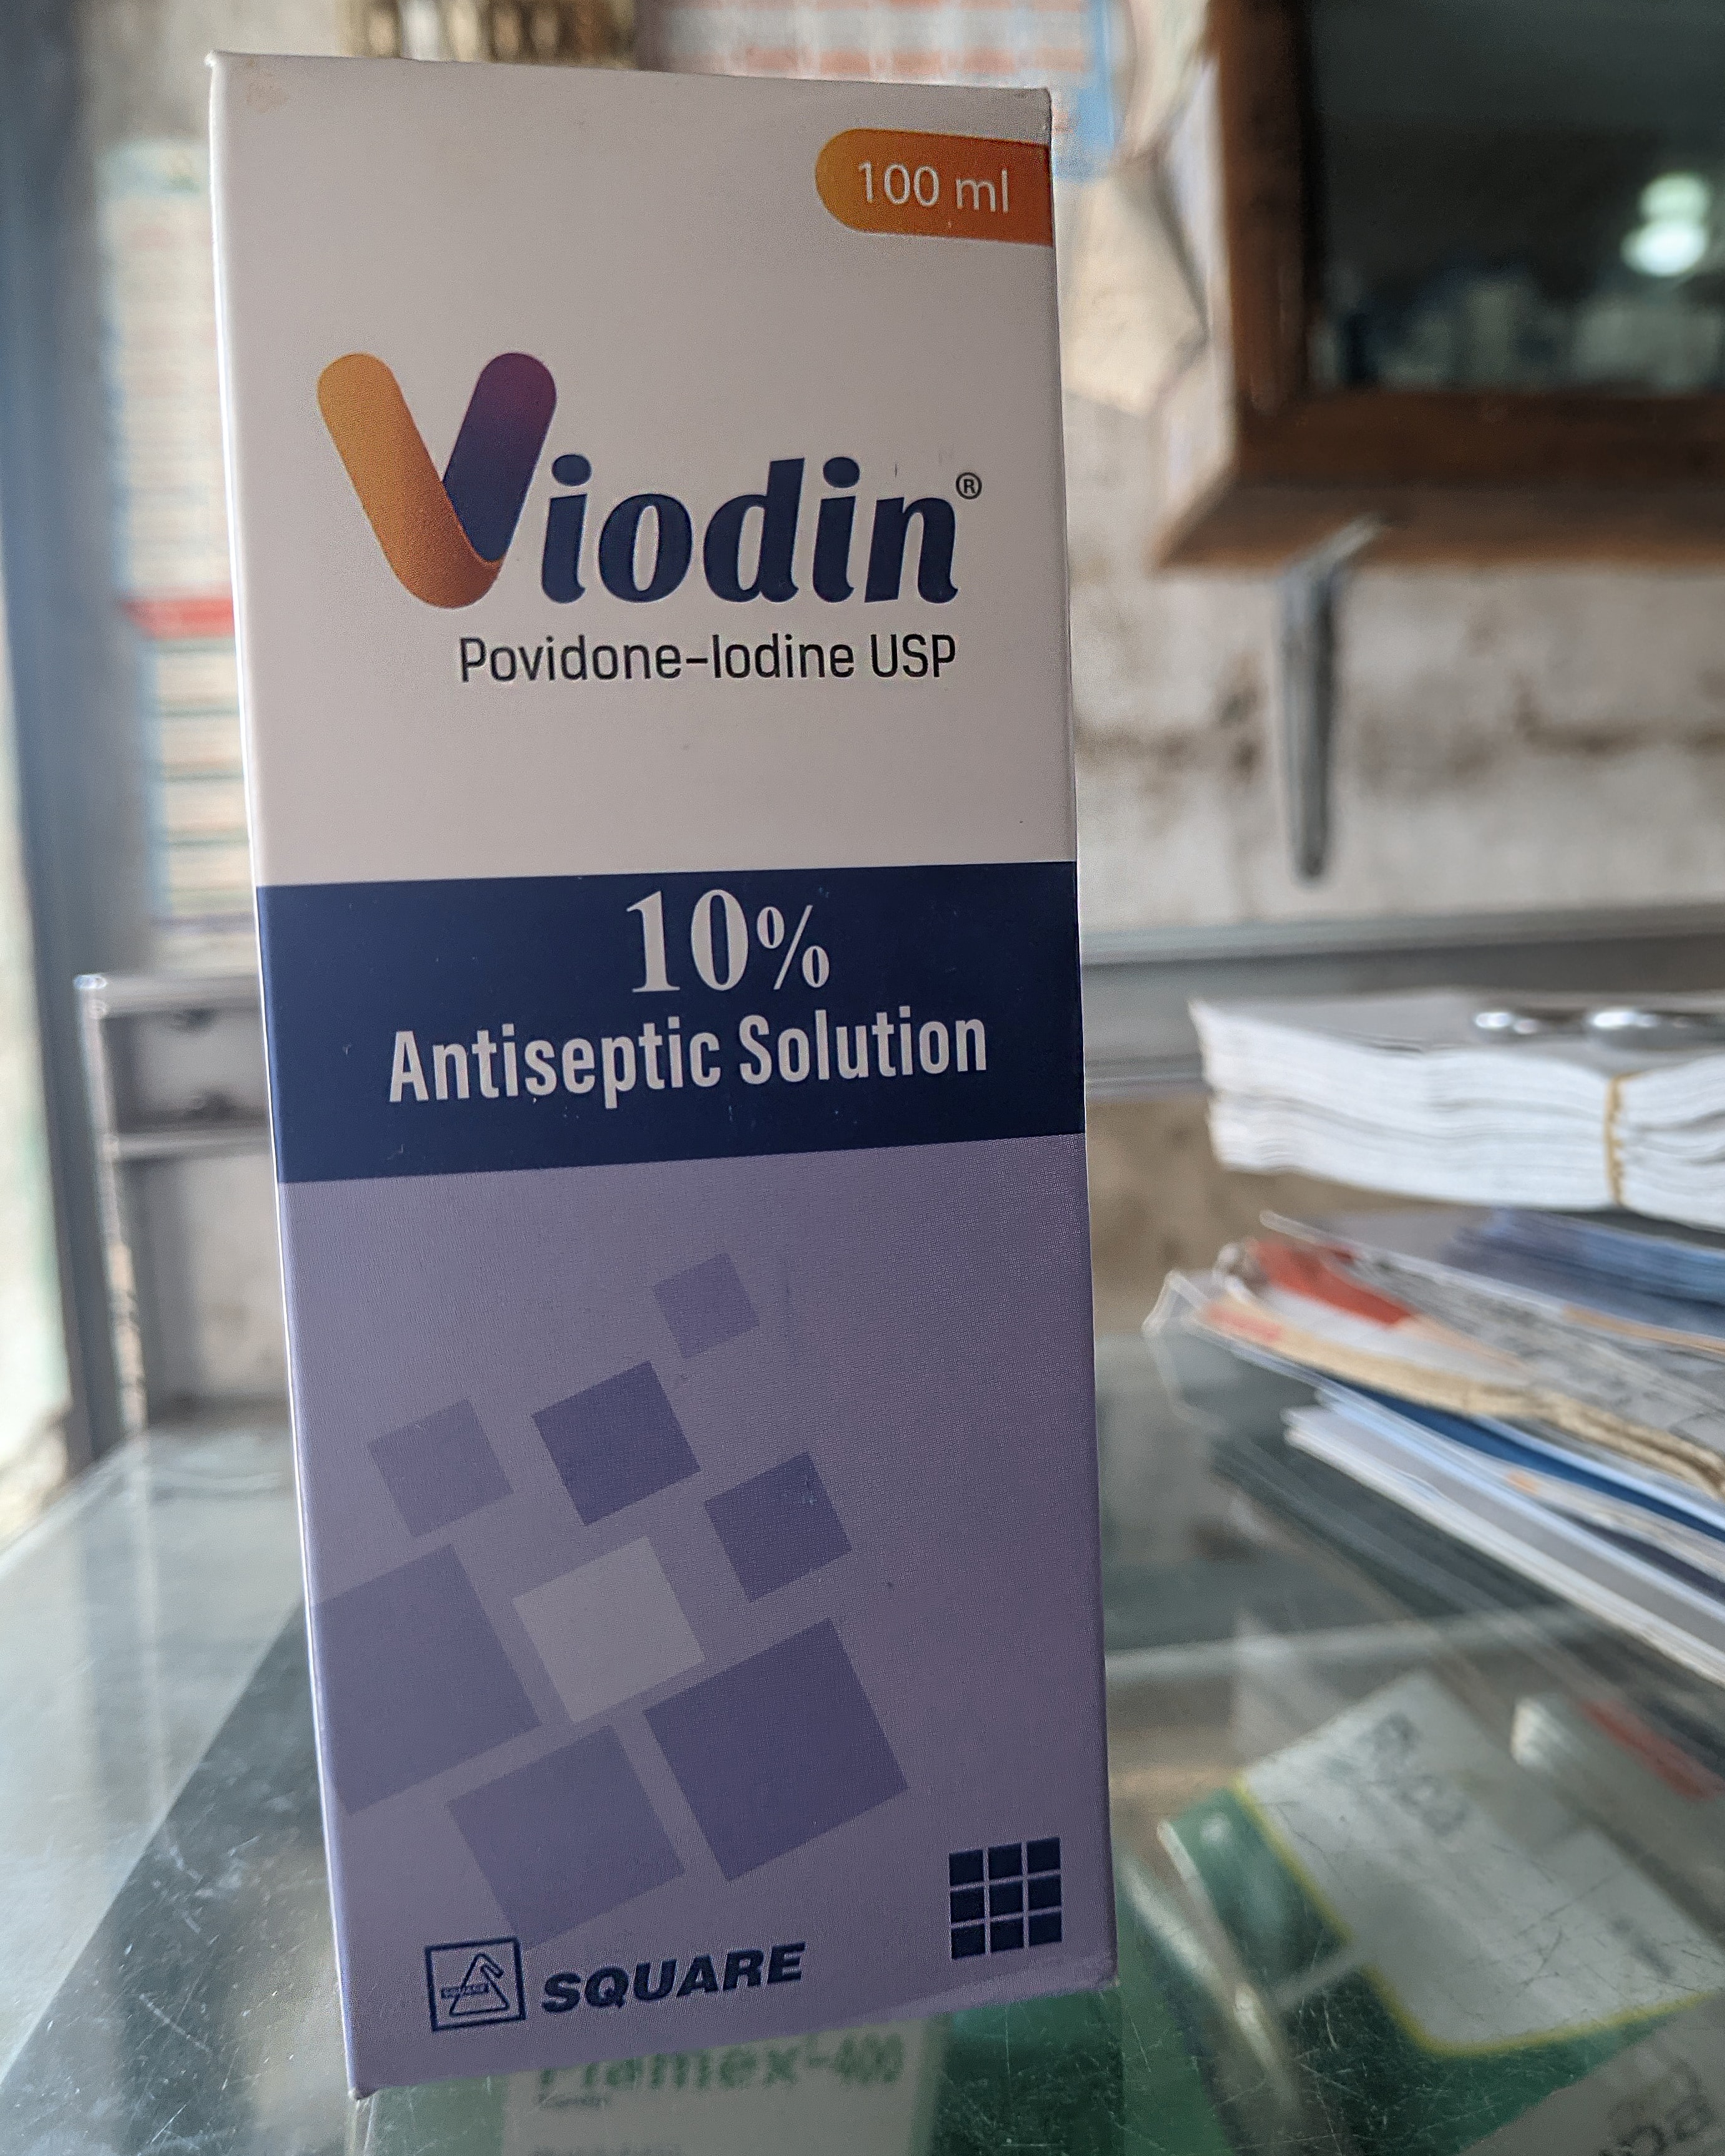 100 ml
Viodin®
Povidone-Iodine USP
10%
Antiseptic Solution
SQUARE